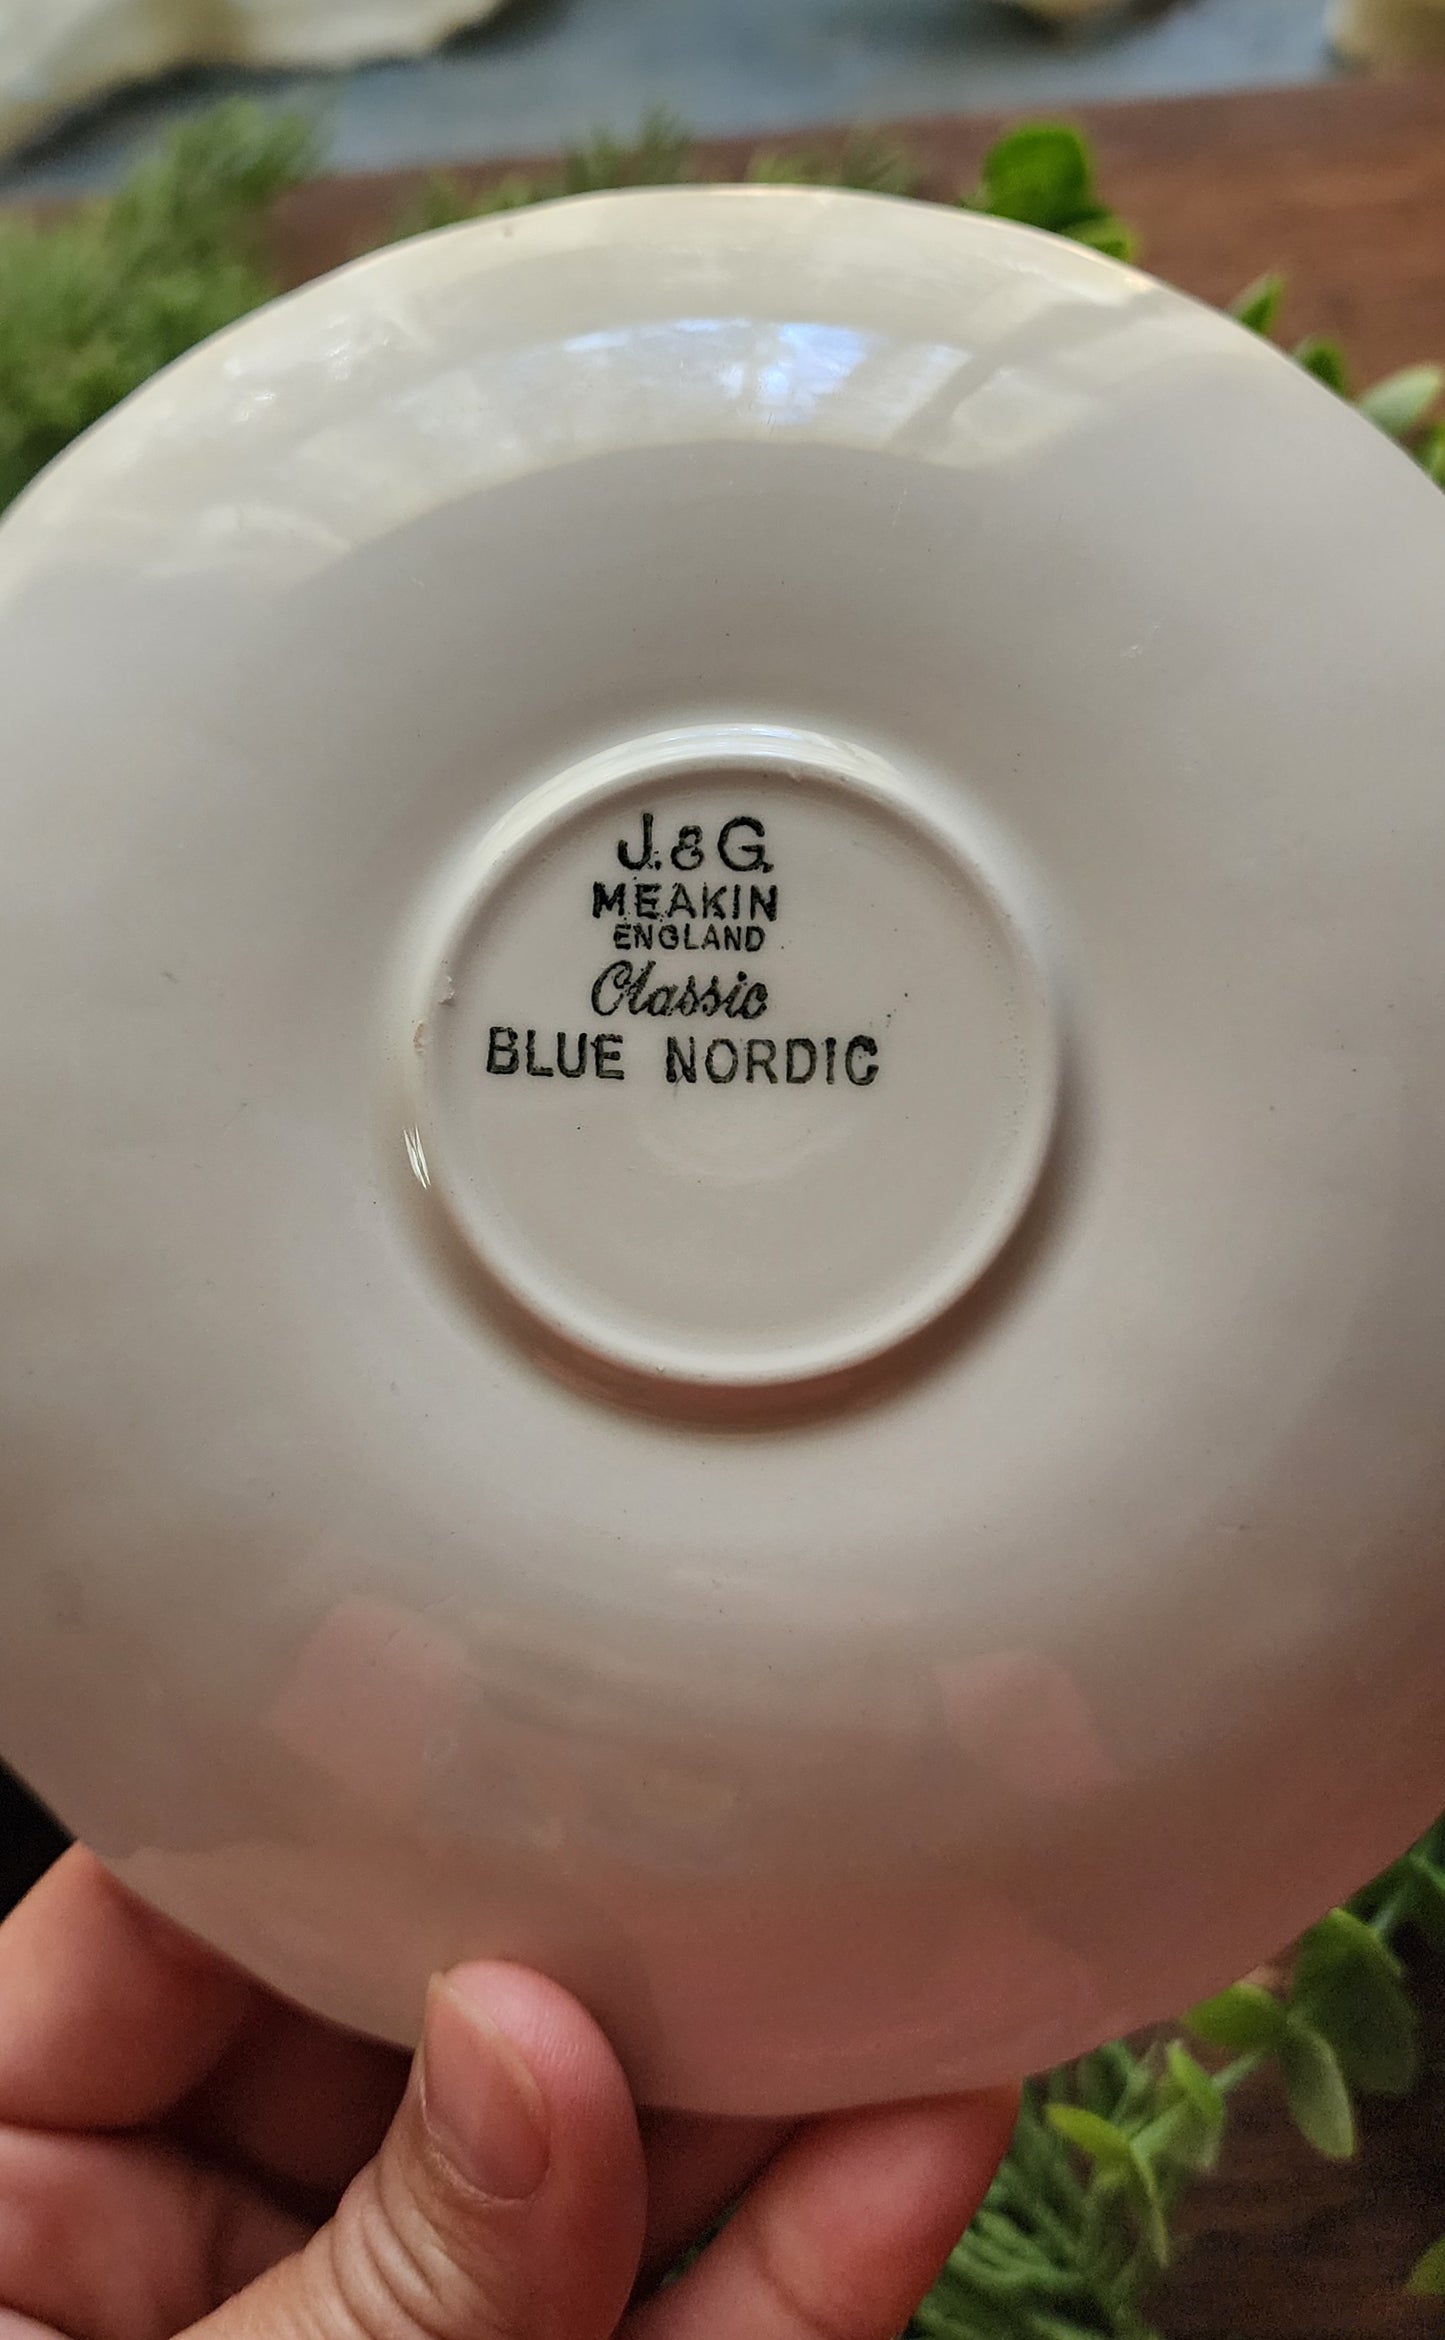 J. & G.
MEAKIN
ENGLAND
Classic
BLUE NORDIC